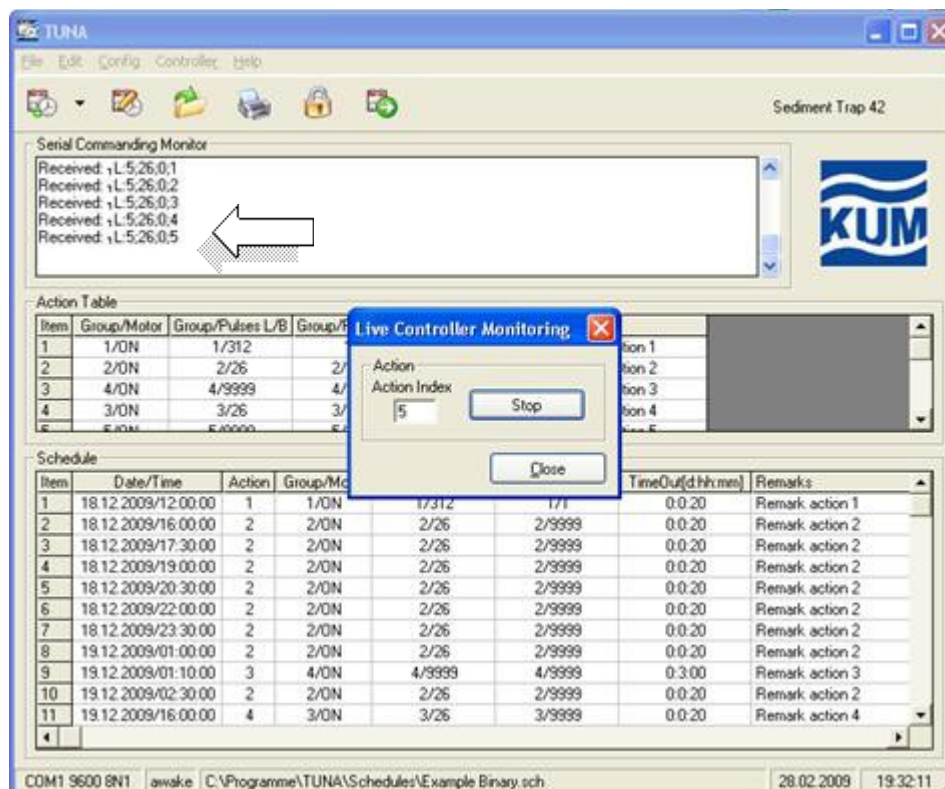 TUNA
File Edit Config Controller Help
Sediment Trap 42
Serial Commanding Monitor
Received: ┐L:5;26;0;1
Received: ┐L:5;26;0;2
Received: ┐L:5;26;0;3
Received: ┐L:5;26;0;4
Received: ┐L:5;26;0;5
KUM
Action Table
Item Group/Motor Group/Pulses L/B
1 1/ON 1/312 tion 1
2 2/ON 2/26 2/ tion 2
3 4/ON 4/9999 4/ tion 3
4 3/ON 3/26 3/ tion 4
Live Controller Monitoring
Action
Action Index
5 Stop
Close
Schedule
Item Date/Time Action Group/Mo TimeOut[d:hh:mm] Remarks
1 18.12.2009/12:00:00 1 1/ON 1/312 1/1 0:0:20 Remark action 1
2 18.12.2009/16:00:00 2 2/ON 2/26 2/9999 0:0:20 Remark action 2
3 18.12.2009/17:30:00 2 2/ON 2/26 2/9999 0:0:20 Remark action 2
4 18.12.2009/19:00:00 2 2/ON 2/26 2/9999 0:0:20 Remark action 2
5 18.12.2009/20:30:00 2 2/ON 2/26 2/9999 0:0:20 Remark action 2
6 18.12.2009/22:00:00 2 2/ON 2/26 2/9999 0:0:20 Remark action 2
7 18.12.2009/23:30:00 2 2/ON 2/26 2/9999 0:0:20 Remark action 2
8 19.12.2009/01:00:00 2 2/ON 2/26 2/9999 0:0:20 Remark action 2
9 19.12.2009/01:10:00 3 4/ON 4/9999 4/9999 0:3:00 Remark action 3
10 19.12.2009/02:30:00 2 2/ON 2/26 2/9999 0:0:20 Remark action 2
11 19.12.2009/16:00:00 4 3/ON 3/26 3/9999 0:0:20 Remark action 4
COM1 9600 8N1 awake C:\Programme\TUNA\Schedules\Example Binary.sch 28.02.2009 19:32:11